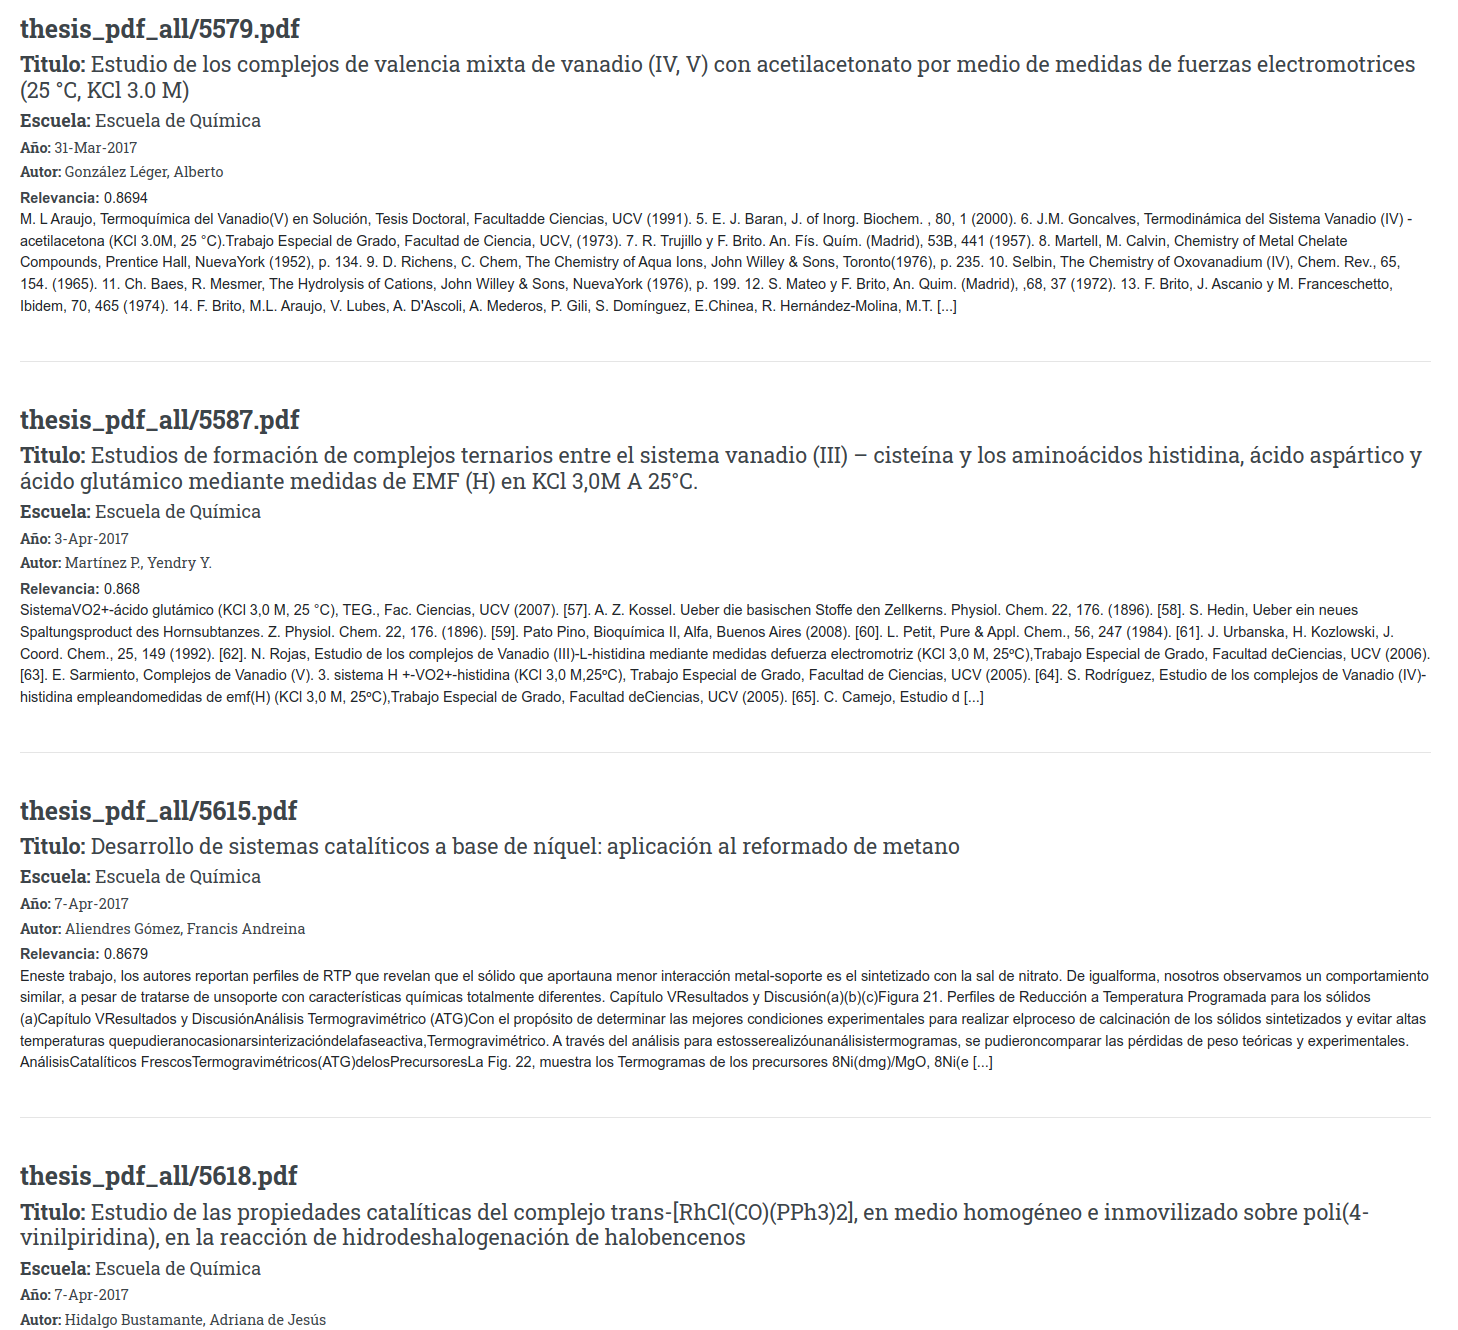 thesis_pdf_all/5579.pdf
Titulo: Estudio de los complejos de valencia mixta de vanadio (IV, V) con acetilacetonato por medio de medidas de fuerzas electromotrices
(25 °C, KCl 3.0 M)
Escuela: Escuela de Química
Año: 31-Mar-2017
Autor: González Léger, Alberto
Relevancia: 0.8694
M. L Araujo, Termoquímica del Vanadio(V) en Solución, Tesis Doctoral, Facultadde Ciencias, UCV (1991). 5. E. J. Baran, J. of Inorg. Biochem. , 80, 1 (2000). 6. J.M. Goncalves, Termodinámica del Sistema Vanadio (IV) -
acetilacetona (KCl 3.0M, 25 °C).Trabajo Especial de Grado, Facultad de Ciencia, UCV, (1973). 7. R. Trujillo y F. Brito. An. Fís. Quím. (Madrid), 53B, 441 (1957). 8. Martell, M. Calvin, Chemistry of Metal Chelate
Compounds, Prentice Hall, NuevaYork (1952), p. 134. 9. D. Richens, C. Chem, The Chemistry of Aqua Ions, John Willey & Sons, Toronto(1976), p. 235. 10. Selbin, The Chemistry of Oxovanadium (IV), Chem. Rev., 65,
154. (1965). 11. Ch. Baes, R. Mesmer, The Hydrolysis of Cations, John Willey & Sons, NuevaYork (1976), p. 199. 12. S. Mateo y F. Brito, An. Quim. (Madrid), ,68, 37 (1972). 13. F. Brito, J. Ascanio y M. Franceschetto,
Ibidem, 70, 465 (1974). 14. F. Brito, M.L. Araujo, V. Lubes, A. D'Ascoli, A. Mederos, P. Gili, S. Domínguez, E.Chinea, R. Hernández-Molina, M.T. [...]
thesis_pdf_all/5587.pdf
Titulo: Estudios de formación de complejos ternarios entre el sistema vanadio (III) – cisteína y los aminoácidos histidina, ácido aspártico y
ácido glutámico mediante medidas de EMF (H) en KCl 3,0M A 25°C.
Escuela: Escuela de Química
Año: 3-Apr-2017
Autor: Martínez P., Yendry Y.
Relevancia: 0.868
SistemaVO2+-ácido glutámico (KCl 3,0 M, 25 °C), TEG., Fac. Ciencias, UCV (2007). [57]. A. Z. Kossel. Ueber die basischen Stoffe den Zellkerns. Physiol. Chem. 22, 176. (1896). [58]. S. Hedin, Ueber ein neues
Spaltungsproduct des Hornsubtanzes. Z. Physiol. Chem. 22, 176. (1896). [59]. Pato Pino, Bioquímica II, Alfa, Buenos Aires (2008). [60]. L. Petit, Pure & Appl. Chem., 56, 247 (1984). [61]. J. Urbanska, H. Kozlowski, J.
Coord. Chem., 25, 149 (1992). [62]. N. Rojas, Estudio de los complejos de Vanadio (III)-L-histidina mediante medidas defuerza electromotriz (KCl 3,0 M, 25ºC),Trabajo Especial de Grado, Facultad deCiencias, UCV (2006).
[63]. E. Sarmiento, Complejos de Vanadio (V). 3. sistema H +-VO2+-histidina (KCl 3,0 M,25ºC), Trabajo Especial de Grado, Facultad de Ciencias, UCV (2005). [64]. S. Rodríguez, Estudio de los complejos de Vanadio (IV)-
histidina empleandomedidas de emf(H) (KCl 3,0 M, 25ºC),Trabajo Especial de Grado, Facultad deCiencias, UCV (2005). [65]. C. Camejo, Estudio d [...]
thesis_pdf_all/5615.pdf
Titulo: Desarrollo de sistemas catalíticos a base de níquel: aplicación al reformado de metano
Escuela: Escuela de Química
Año: 7-Apr-2017
Autor: Aliendres Gómez, Francis Andreina
Relevancia: 0.8679
Eneste trabajo, los autores reportan perfiles de RTP que revelan que el sólido que aportauna menor interacción metal-soporte es el sintetizado con la sal de nitrato. De igualforma, nosotros observamos un comportamiento
similar, a pesar de tratarse de unsoporte con características químicas totalmente diferentes. Capítulo VResultados y Discusión(a)(b)(c)Figura 21. Perfiles de Reducción a Temperatura Programada para los sólidos
(a)Capítulo VResultados y DiscusiónAnálisis Termogravimétrico (ATG)Con el propósito de determinar las mejores condiciones experimentales para realizar elproceso de calcinación de los sólidos sintetizados y evitar altas
temperaturas quepudieranocasionarsinterizacióndelafaseactiva,Termogravimétrico. A través del análisis para estosserealizóunanálisistermogramas, se pudieroncomparar las pérdidas de peso teóricas y experimentales.
AnálisisCatalíticos FrescosTermogravimétricos(ATG)delosPrecursoresLa Fig. 22, muestra los Termogramas de los precursores 8Ni(dmg)/MgO, 8Ni(e [...]
thesis_pdf_all/5618.pdf
Titulo: Estudio de las propiedades catalíticas del complejo trans-[RhCl(CO)(PPh3)2], en medio homogéneo e inmovilizado sobre poli(4-
vinilpiridina), en la reacción de hidrodeshalogenación de halobencenos
Escuela: Escuela de Química
Año: 7-Apr-2017
Autor: Hidalgo Bustamante, Adriana de Jesús